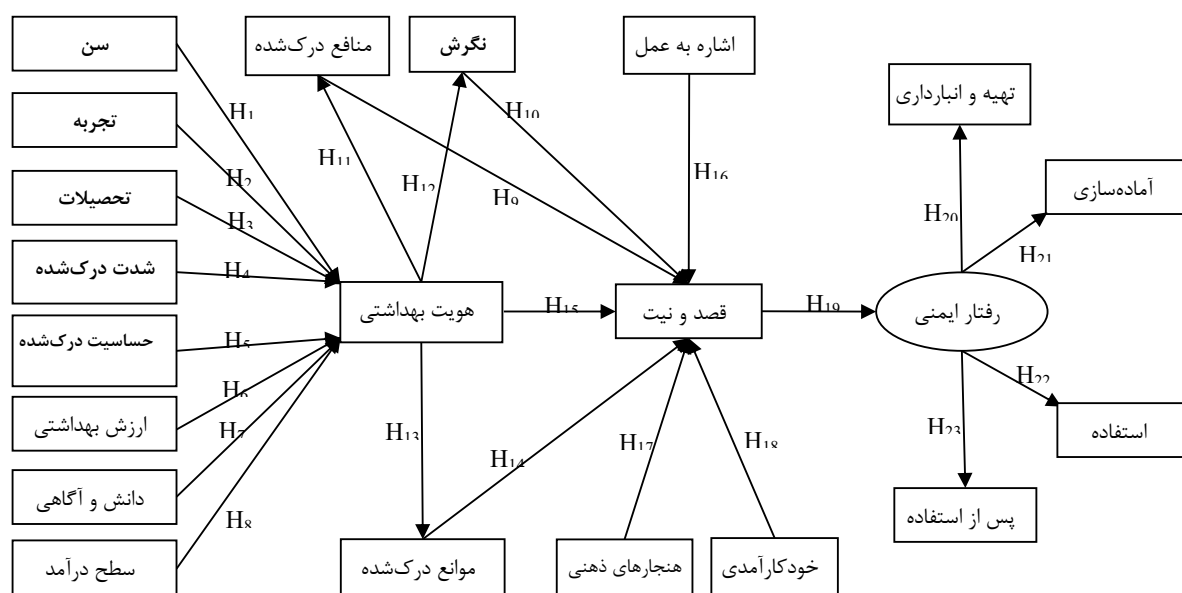 سن
منافع درک‌شده
نگرش
اشاره به عمل
تهیه و انبارداری
تجربه
H1
H10
H11
H12
H2
H9
H16
آماده‌سازی
تحصیلات
H3
H20
H21
شدت درک‌شده
H4
هویت بهداشتی
H15
قصد و نیت
H19
رفتار ایمنی
حساسیت درک‌شده
H5
H6
H22
ارزش بهداشتی
H7
H13
H14
H17
H18
H23
استفاده
دانش و آگاهی
H8
پس از استفاده
سطح درآمد
موانع درک‌شده
هنجارهای ذهنی
خودکارآمدی